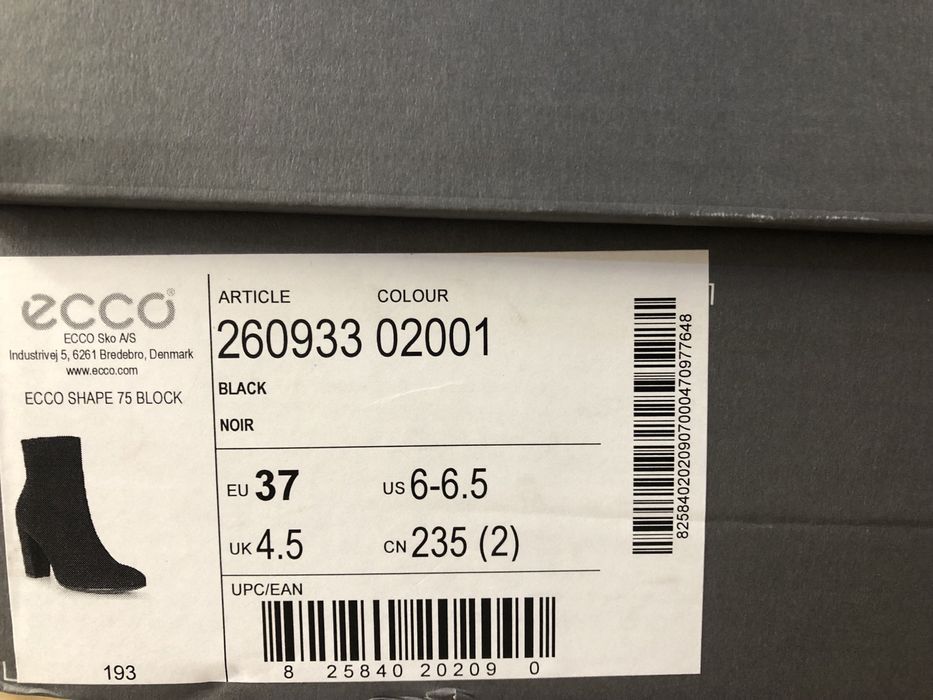 ecco®
ECCO Sko A/S
Industrivej 5, 6261 Bredebro, Denmark
www.ecco.com
ECCO SHAPE 75 BLOCK
193
ARTICLE COLOUR
260933 02001
BLACK
NOIR
EU 37 US 6-6.5
UK 4.5 CN 235 (2)
UPC/EAN
8 25840 20209 0
8258402020907000470977648